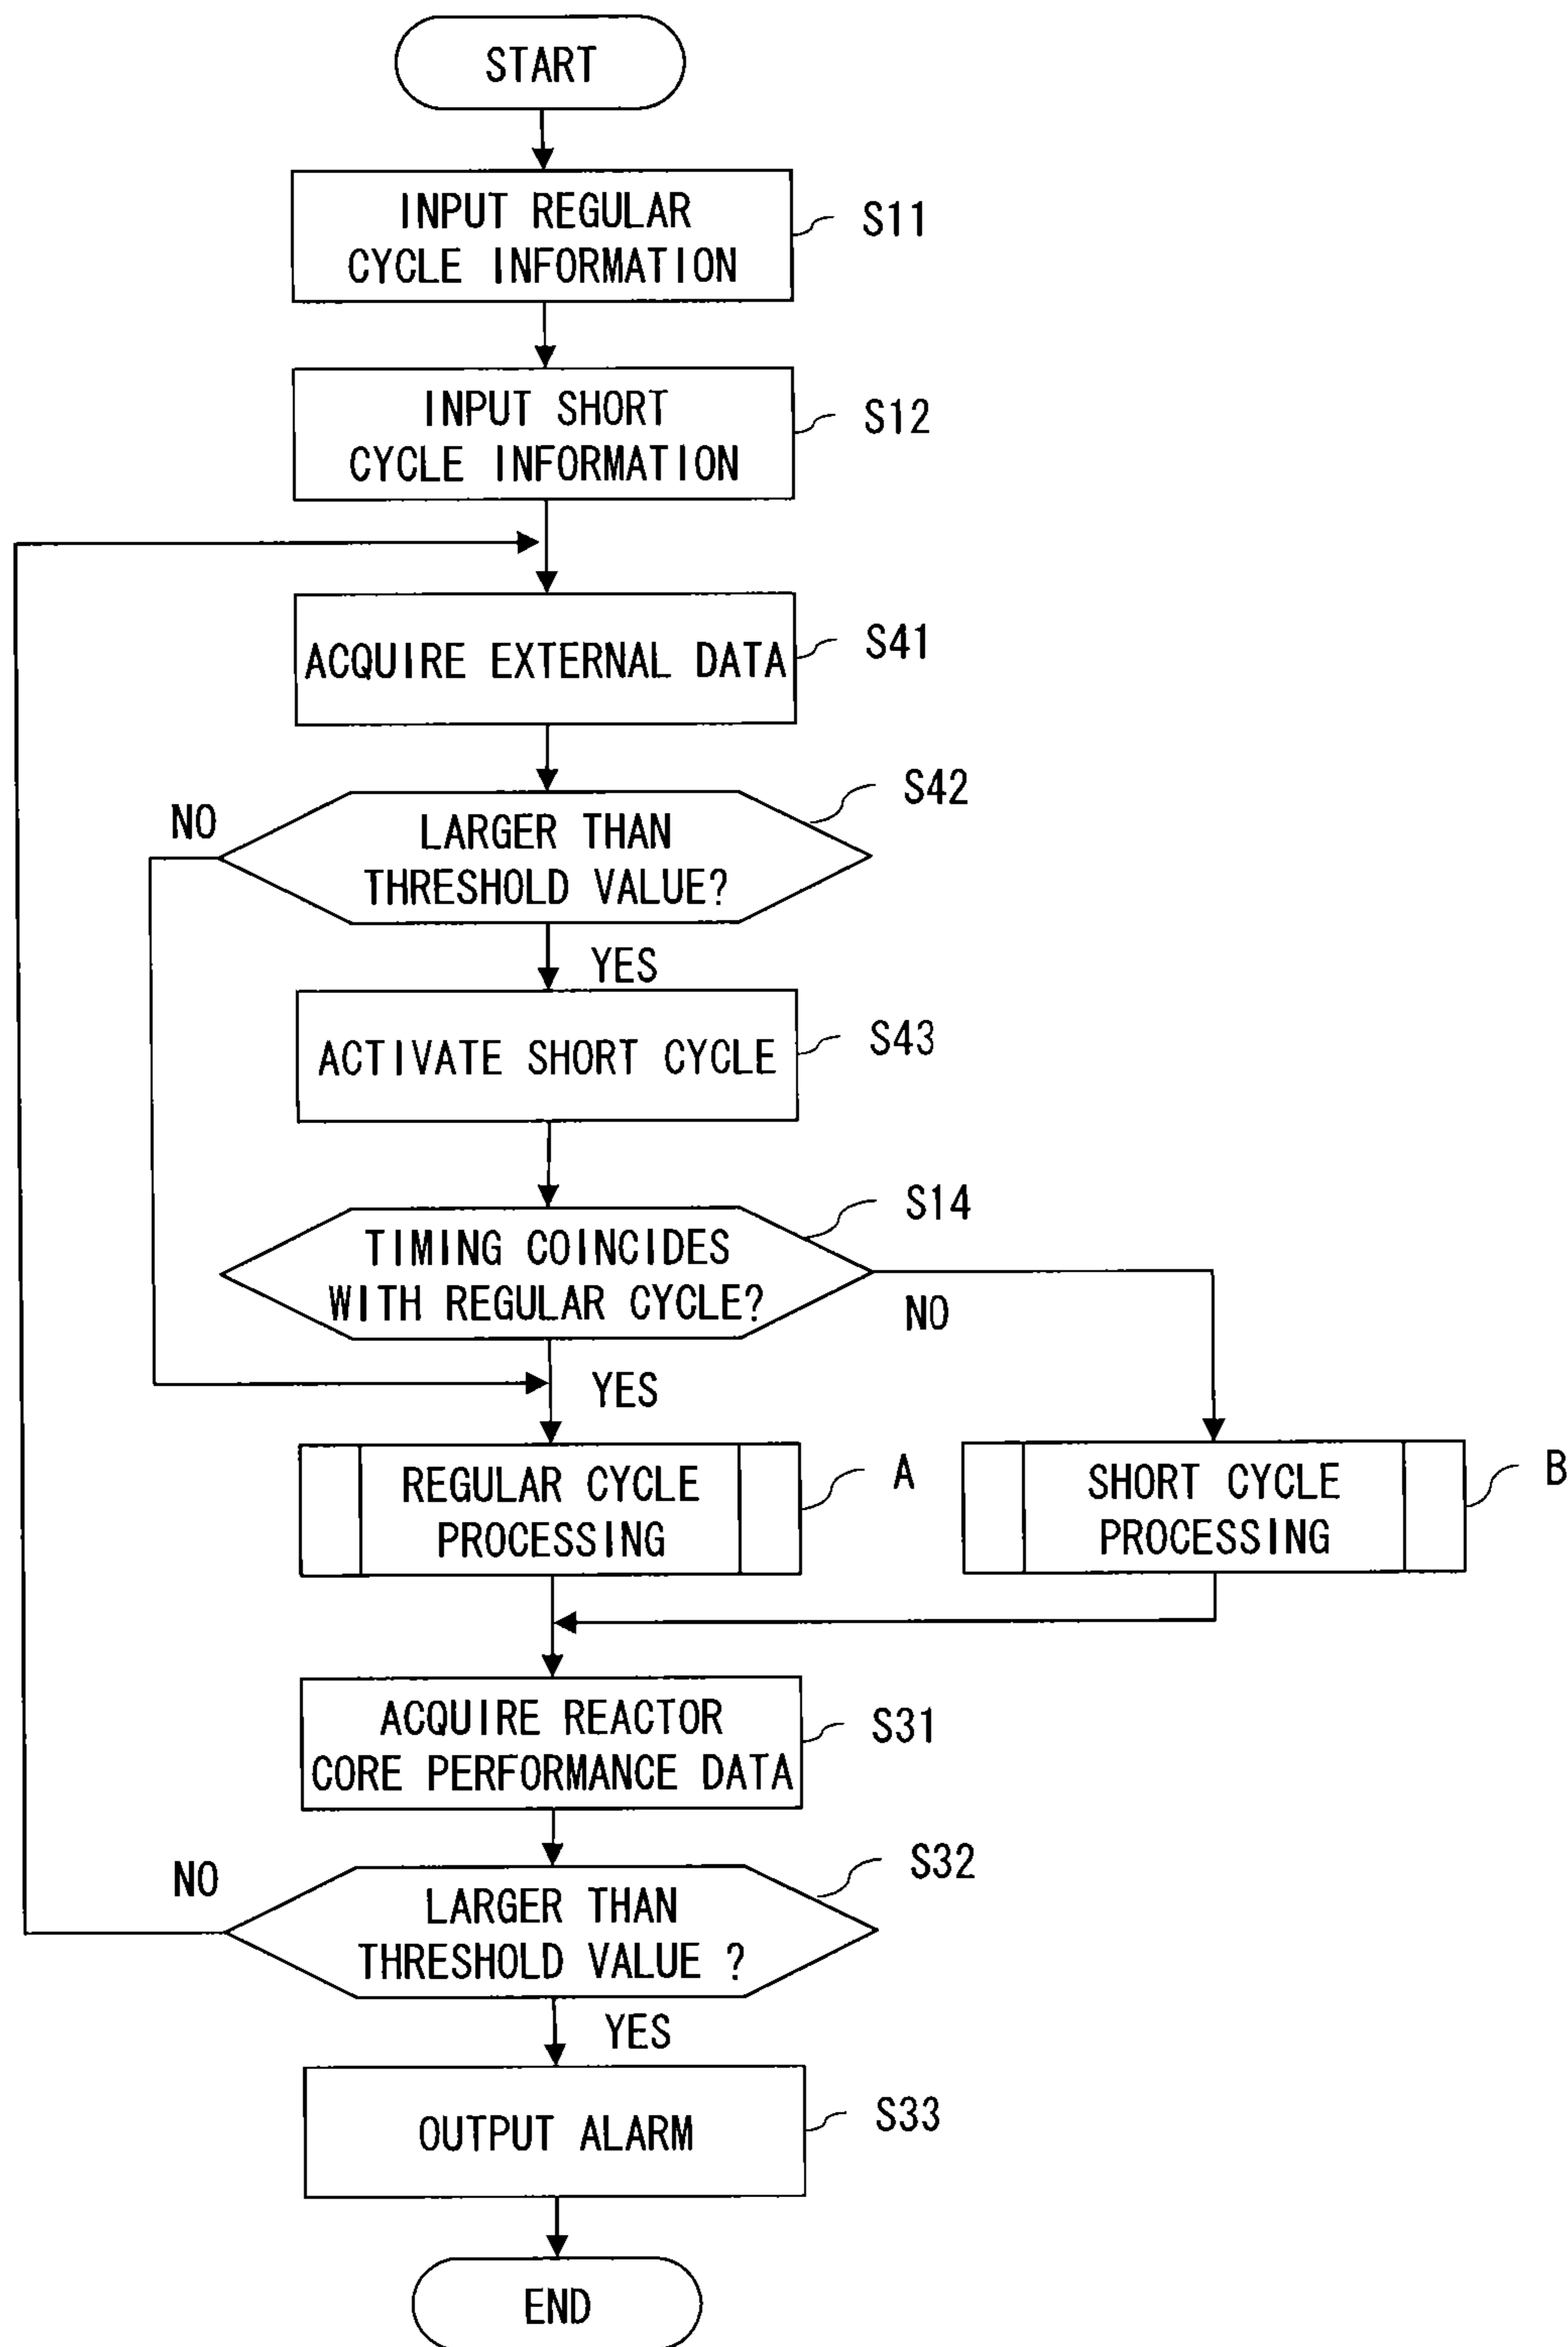 START
INPUT REGULAR
CYCLE INFORMATION
S11
INPUT SHORT
CYCLE INFORMATION
S12
ACQUIRE EXTERNAL DATA
S41
LARGER THAN
THRESHOLD VALUE?
S42
NO
YES
ACTIVATE SHORT CYCLE
S43
TIMING COINCIDES
WITH REGULAR CYCLE?
S14
NO
YES
REGULAR CYCLE
PROCESSING
A
SHORT CYCLE
PROCESSING
B
ACQUIRE REACTOR
CORE PERFORMANCE DATA
S31
LARGER THAN
THRESHOLD VALUE ?
S32
NO
YES
OUTPUT ALARM
S33
END